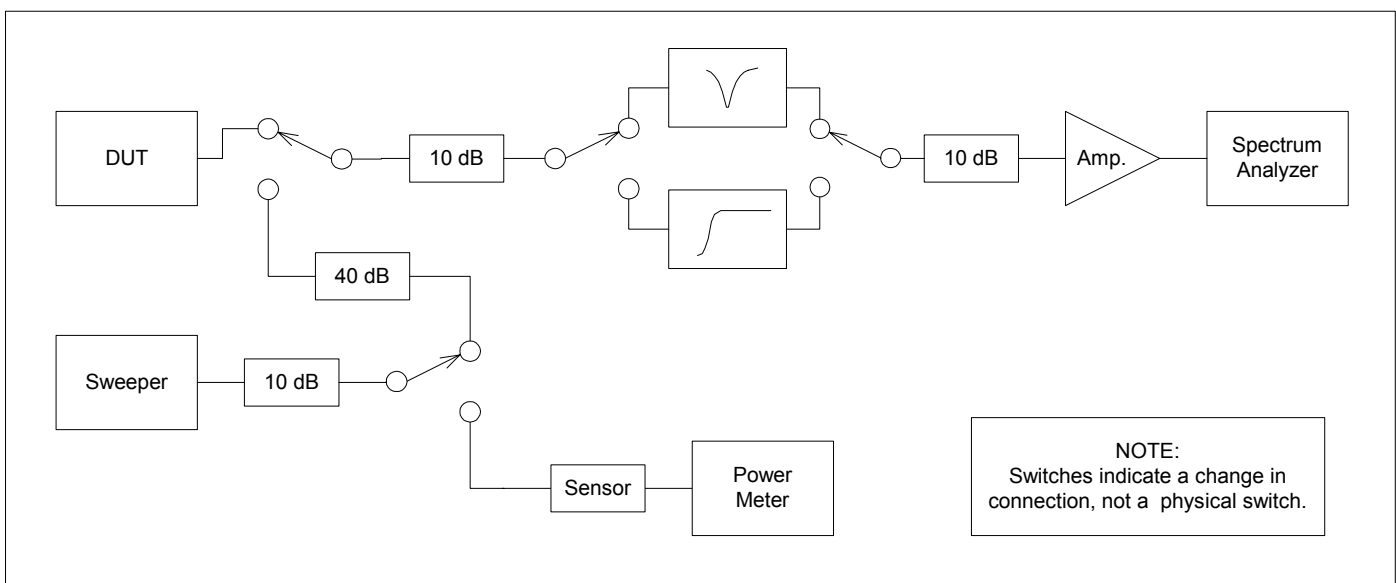 DUT
10 dB
10 dB
Amp.
Spectrum
Analyzer
40 dB
Sweeper
10 dB
Sensor
Power
Meter
NOTE:
Switches indicate a change in
connection, not a physical switch.